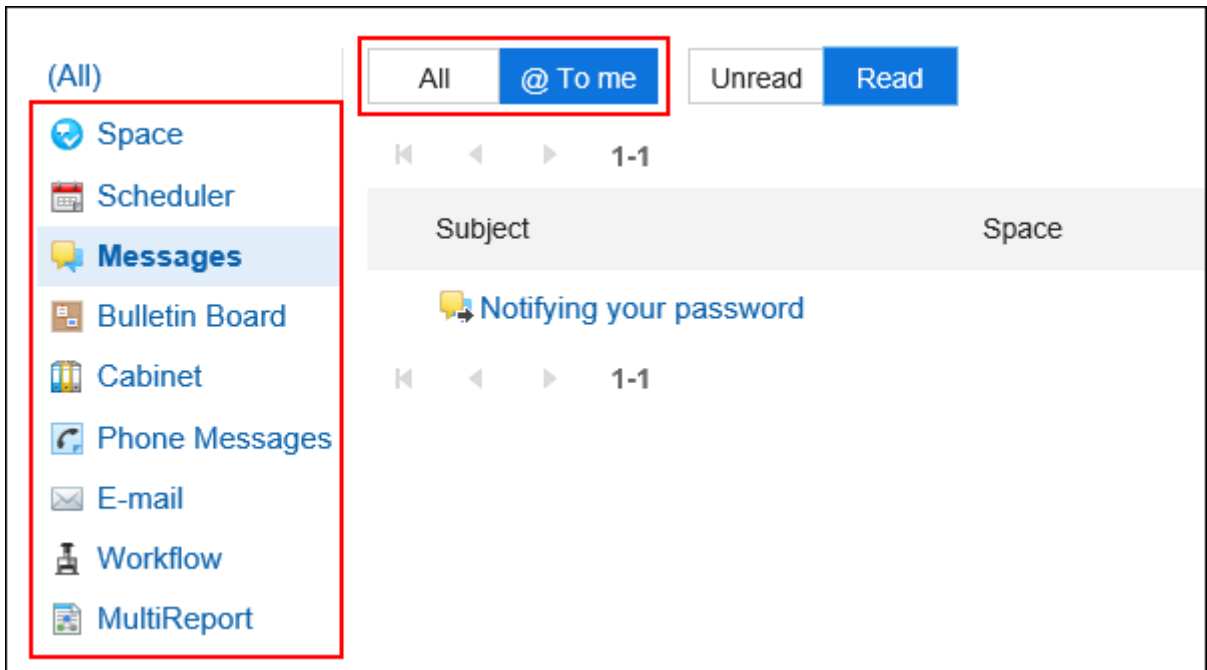 (All)
Space
Scheduler
Messages
Bulletin Board
Cabinet
Phone Messages
E-mail
Workflow
MultiReport
All @ To me Unread Read
1-1
Subject Space
Notifying your password
1-1